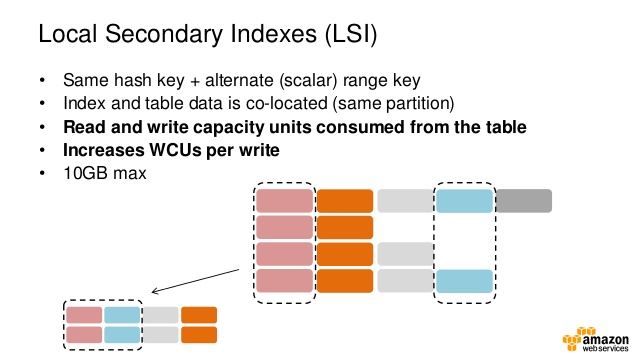 Local Secondary Indexes (LSI)
• Same hash key + alternate (scalar) range key
• Index and table data is co-located (same partition)
• Read and write capacity units consumed from the table
• Increases WCUs per write
• 10GB max
amazon
webservices